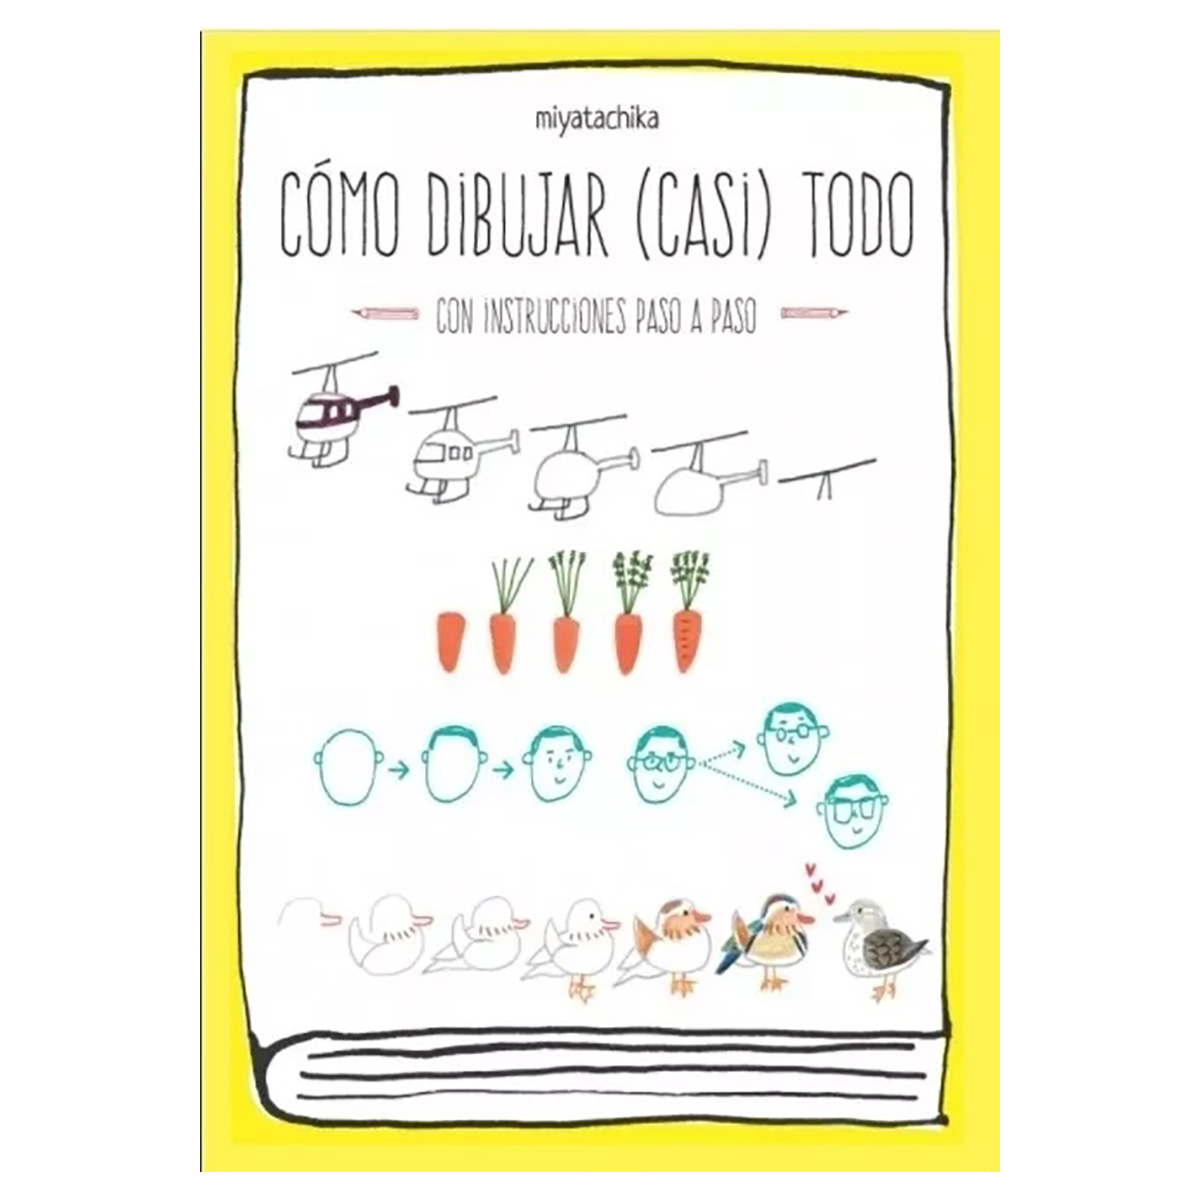 miyatachika
CÓMO DiBUJAR (CASi) TODO
CON iNSTRUCCiONES PASO A PASO